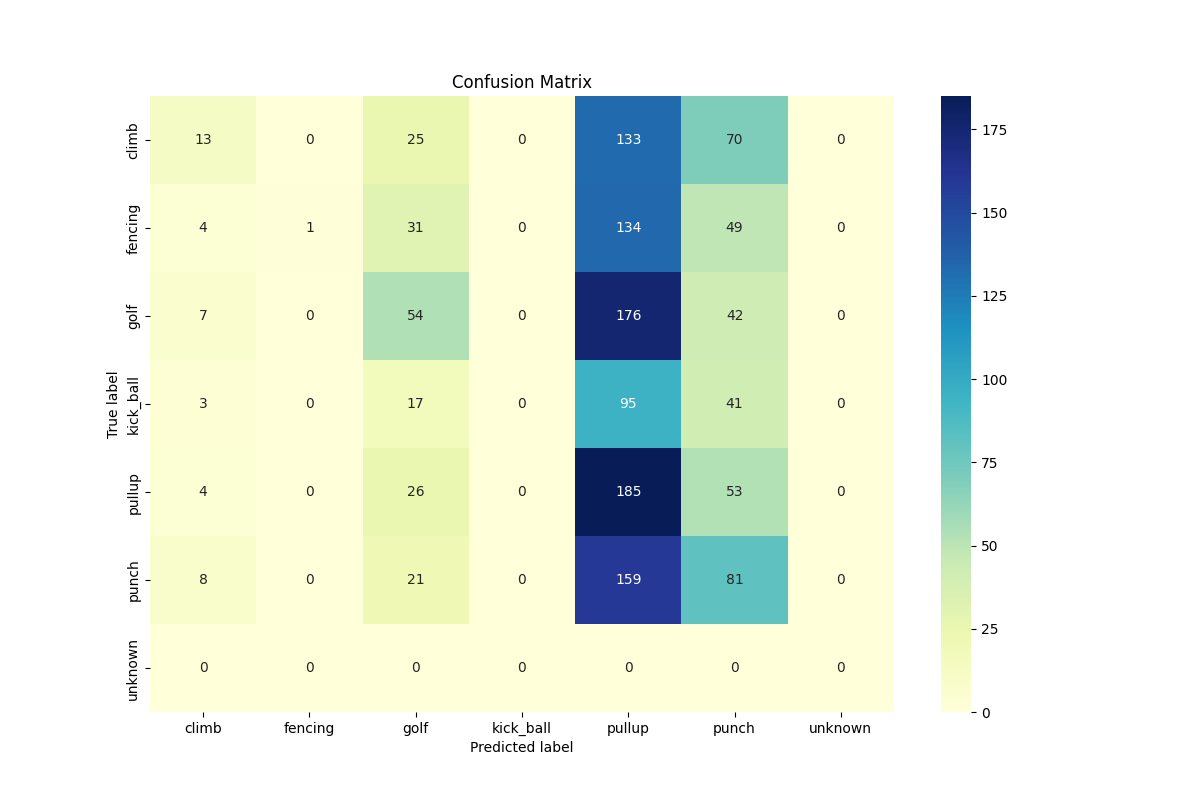 Confusion Matrix
climb 13 0 25 0 133 70 0
fencing 4 1 31 0 134 49 0
golf 7 0 54 0 176 42 0
kick_ball 3 0 17 0 95 41 0
pullup 4 0 26 0 185 53 0
punch 8 0 21 0 159 81 0
unknown 0 0 0 0 0 0 0
True label
climb fencing golf kick_ball pullup punch unknown
Predicted label
175
150
125
100
75
50
25
0